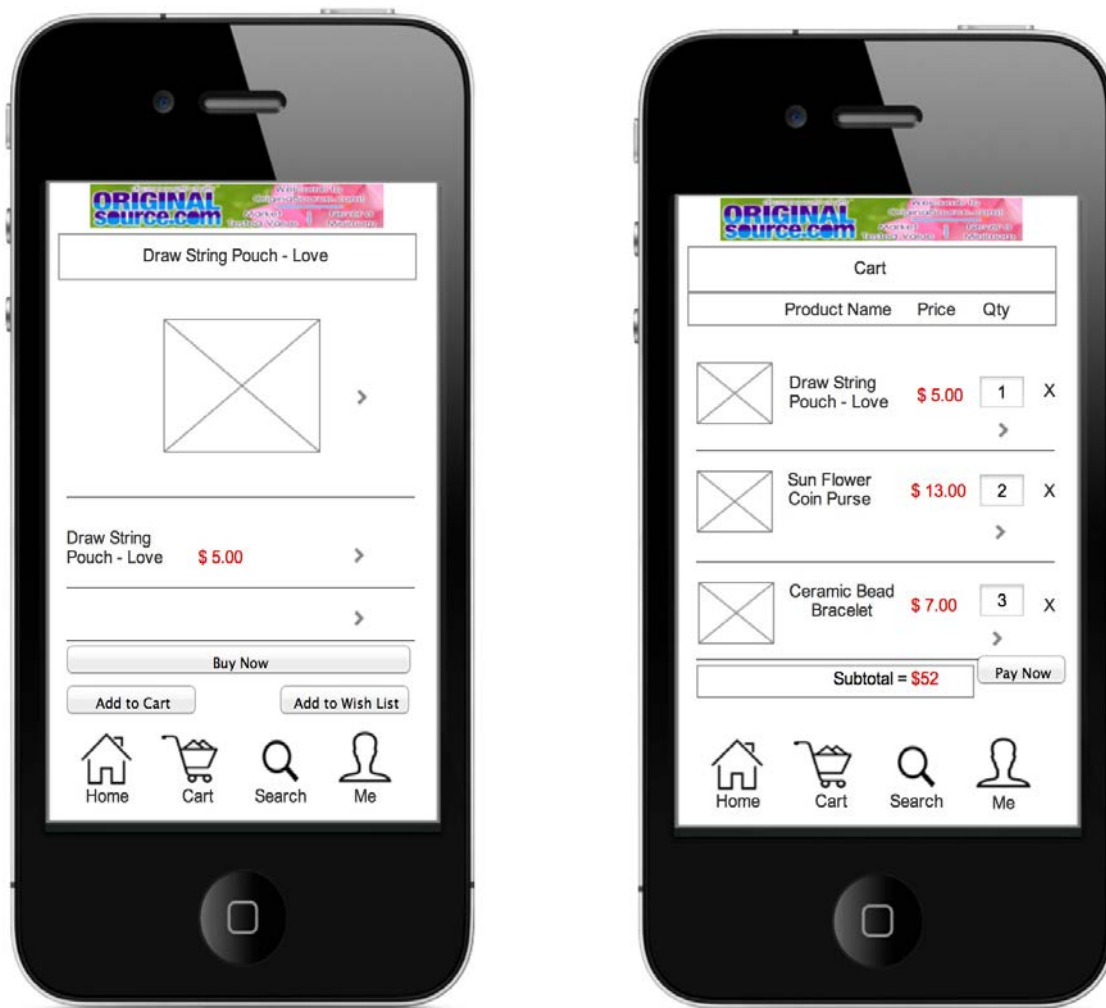 ORIGINAL
source.com
Draw String Pouch - Love
Draw String
Pouch - Love
$ 5.00
Buy Now
Add to Cart
Add to Wish List
Home
Cart
Search
Me
ORIGINAL
source.com
Cart
Product Name Price Qty
Draw String
Pouch - Love
$ 5.00
1
X
Sun Flower
Coin Purse
$ 13.00
2
X
Ceramic Bead
Bracelet
$ 7.00
3
X
Subtotal = $52
Pay Now
Home
Cart
Search
Me